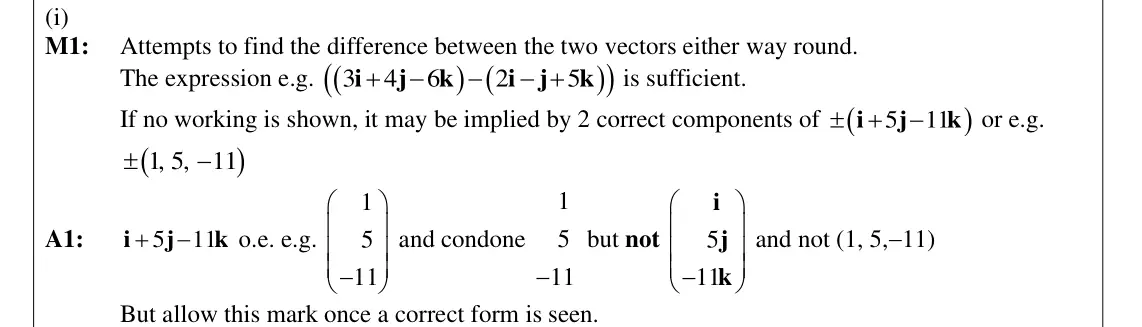 (i)
M1: Attempts to find the difference between the two vectors either way round.
The expression e.g. ((3i+4j−6k)−(2i−j+5k)) is sufficient.
If no working is shown, it may be implied by 2 correct components of ±(i+5j−11k) or e.g.
±(1, 5, −11)
A1: i+5j−11k o.e. e.g. (1 5 −11) and condone 1 5 −11 but not (i 5j −11k) and not (1, 5,−11)
But allow this mark once a correct form is seen.